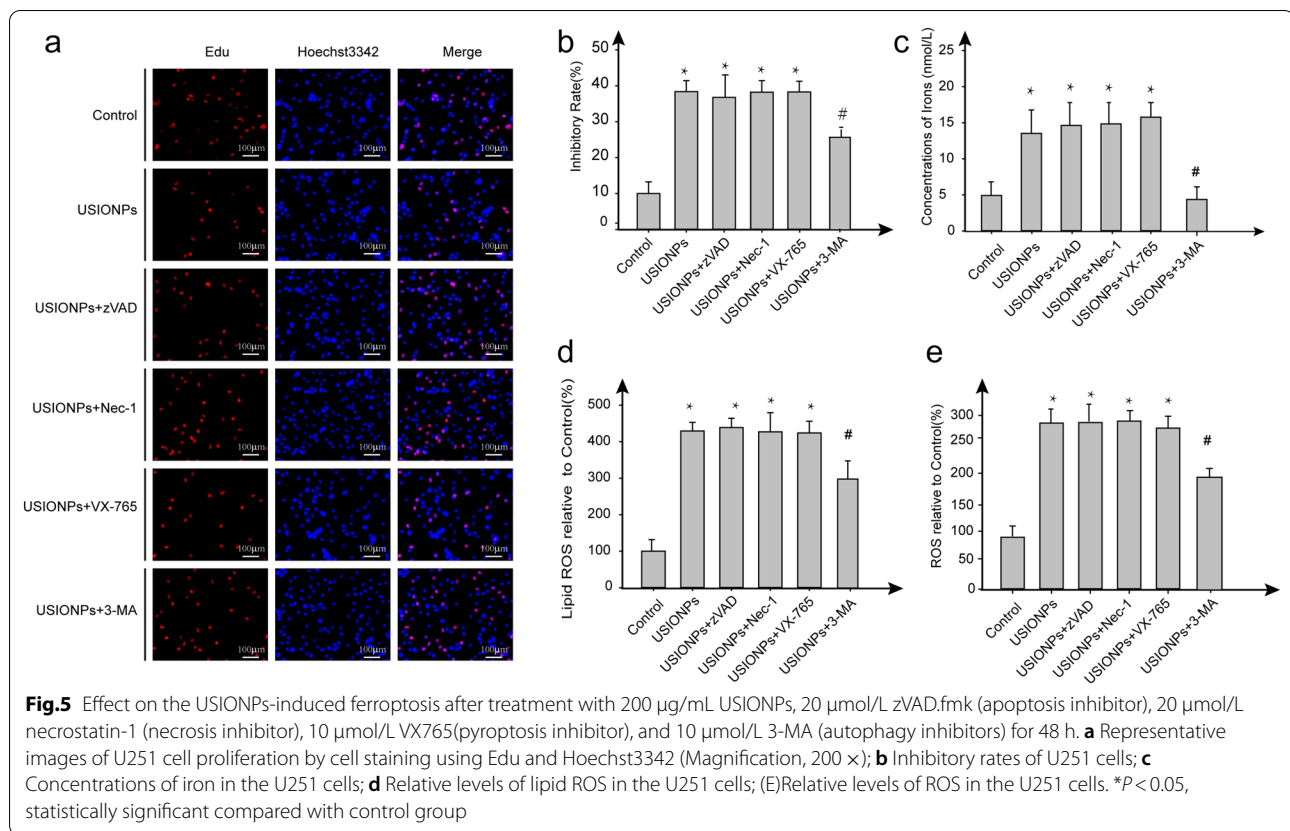 a
Edu Hoechst3342 Merge
Control
100μm 100μm 100μm
USIONPs
100μm 100μm 100μm
USIONPs+zVAD
100μm 100μm 100μm
USIONPs+Nec-1
100μm 100μm 100μm
USIONPs+VX-765
100μm 100μm 100μm
USIONPs+3-MA
100μm 100μm 100μm
b
Inhibitory Rate(%)
50
40
30
20
10
0
* * * * #
Control USIONPs USIONPs+zVAD USIONPs+Nec-1 USIONPs+VX-765 USIONPs+3-MA
c
Concentrations of Irons (nmol/L)
25
20
15
10
5
0
* * * * #
Control USIONPs USIONPs+zVAD USIONPs+Nec-1 USIONPs+VX-765 USIONPs+3-MA
d
Lipid ROS relative to Control(%)
500
400
300
200
100
0
* * * * #
Control USIONPs USIONPs+zVAD USIONPs+Nec-1 USIONPs+VX-765 USIONPs+3-MA
e
ROS relative to Control(%)
300
250
200
150
100
50
0
* * * * #
Control USIONPs USIONPs+zVAD USIONPs+Nec-1 USIONPs+VX-765 USIONPs+3-MA
Fig.5 Effect on the USIONPs-induced ferroptosis after treatment with 200 μg/mL USIONPs, 20 μmol/L zVAD.fmk (apoptosis inhibitor), 20 μmol/L
necrostatin-1 (necrosis inhibitor), 10 μmol/L VX765(pyroptosis inhibitor), and 10 μmol/L 3-MA (autophagy inhibitors) for 48 h. a Representative
images of U251 cell proliferation by cell staining using Edu and Hoechst3342 (Magnification, 200 ×); b Inhibitory rates of U251 cells; c
Concentrations of iron in the U251 cells; d Relative levels of lipid ROS in the U251 cells; (E)Relative levels of ROS in the U251 cells. *P < 0.05,
statistically significant compared with control group